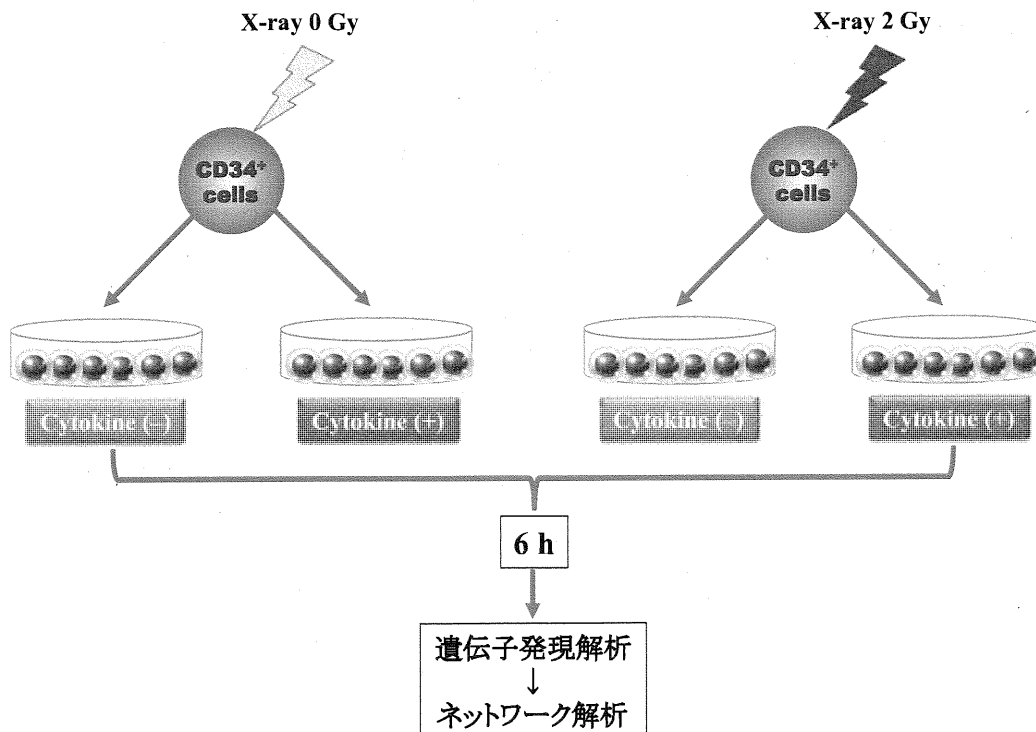 X-ray 0 Gy
X-ray 2 Gy
CD34⁺
cells
CD34⁺
cells
Cytokine (−)
Cytokine (+)
Cytokine (−)
Cytokine (+)
6 h
遺伝子発現解析
↓
ネットワーク解析